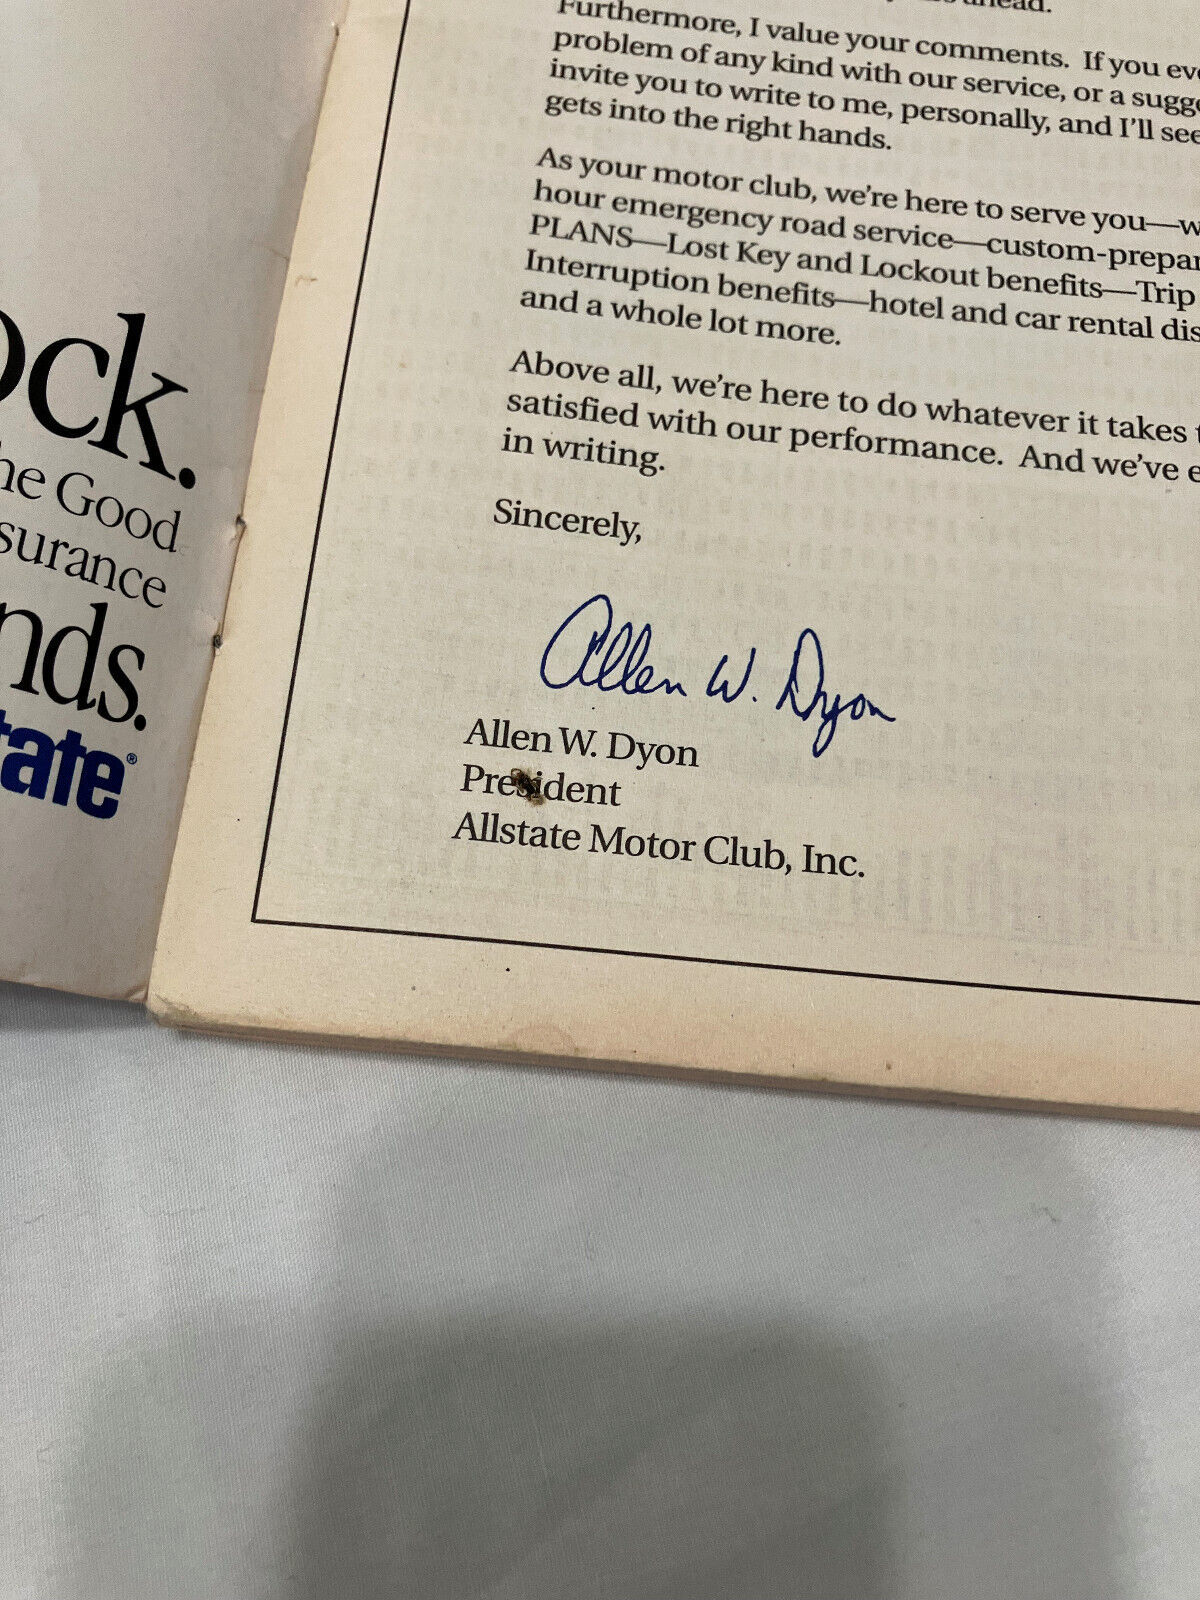 ahead.
Furthermore, I value your comments. If you
problem of any kind with our service, or a
invite you to write to me, personally, and I'll see
gets into the right hands.
As your motor club, we're here to serve you—
hour emergency road service—
PLANS—Lost Key and Lockout benefits—Trip
Interruption benefits—hotel and car rental
and a whole lot more.
Above all, we're here to do whatever it takes
satisfied with our performance. And we've
in writing.
Sincerely,
Allen W. Dyon
Allen W. Dyon
President
Allstate Motor Club, Inc.
ock.
he Good
surance
nds.
tate®